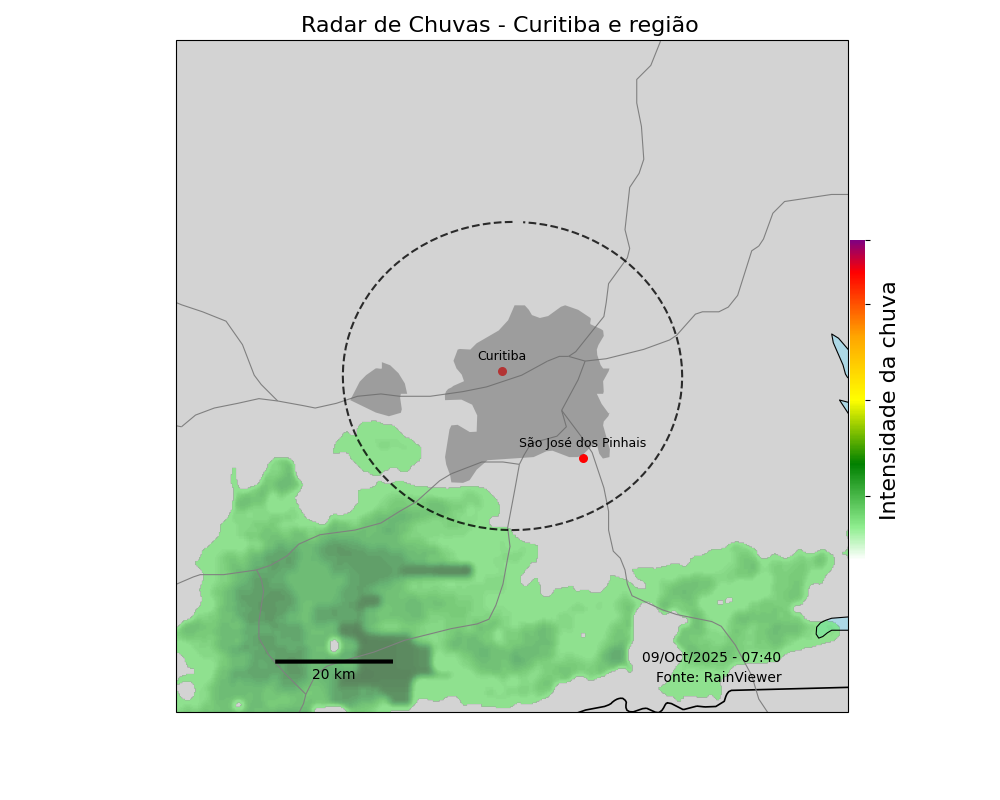 Radar de Chuvas - Curitiba e região
Curitiba
São José dos Pinhais
Intensidade da chuva
09/Oct/2025 - 07:40
Fonte: RainViewer
20 km